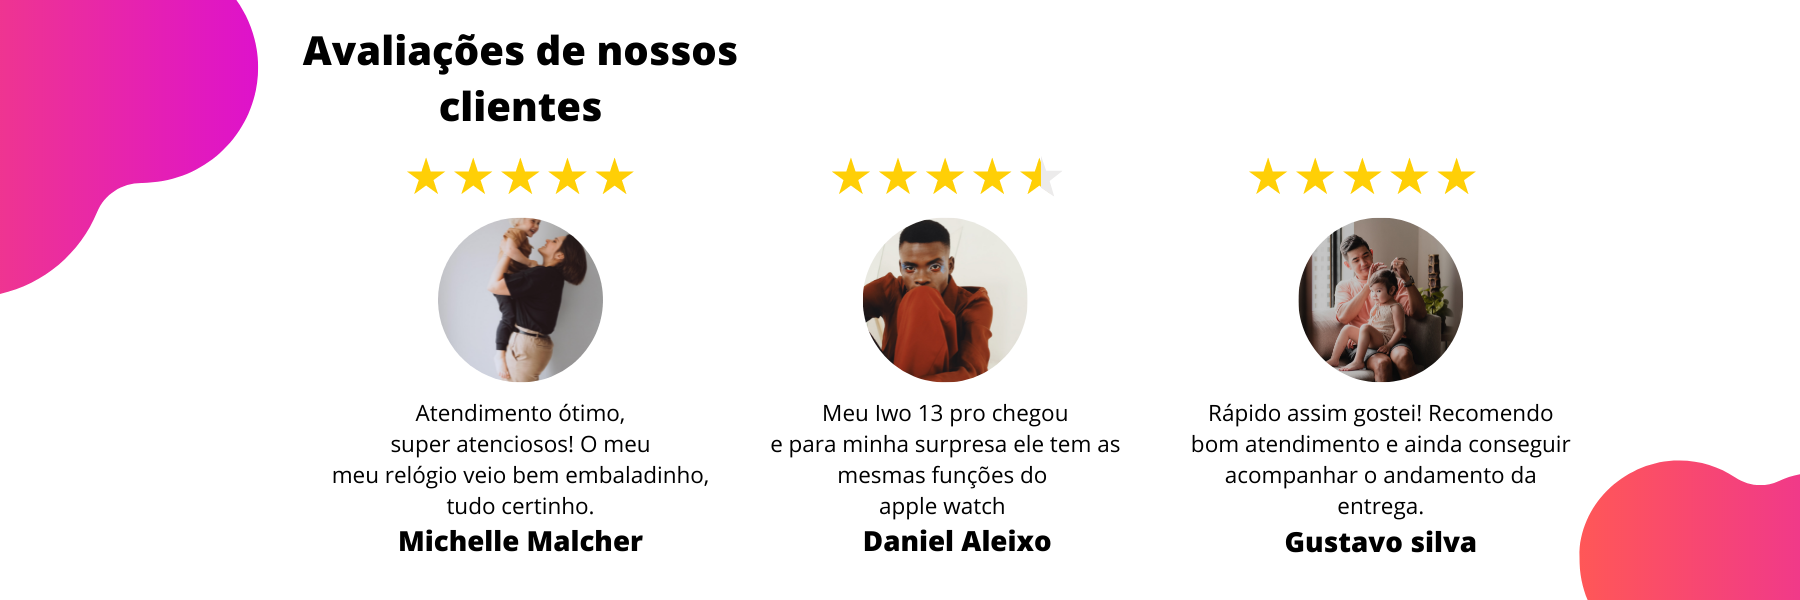 Avaliações de nossos
clientes
Atendimento ótimo,
super atenciosos! O meu
meu relógio veio bem embaladinho,
tudo certinho.
Michelle Malcher
Meu Iwo 13 pro chegou
e para minha surpresa ele tem as
mesmas funções do
apple watch
Daniel Aleixo
Rápido assim gostei! Recomendo
bom atendimento e ainda conseguir
acompanhar o andamento da
entrega.
Gustavo silva